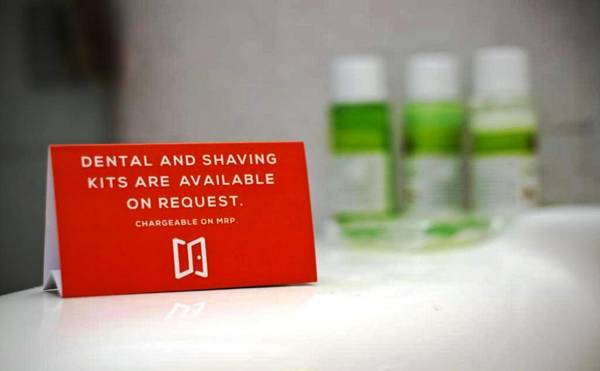 DENTAL AND SHAVING
KITS ARE AVAILABLE
ON REQUEST.
CHARGEABLE ON MRP.